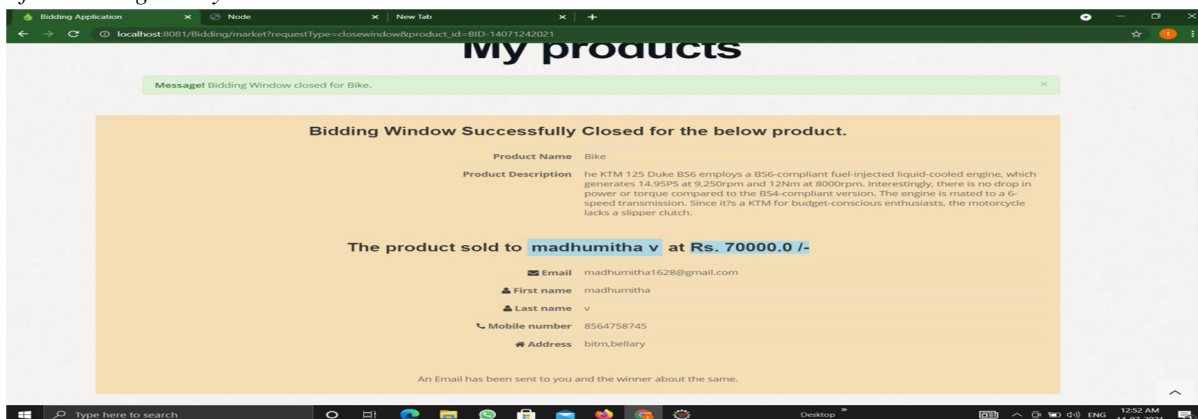 Bidding Application
Node
New Tab
localhost:8081/Bidding/market?requestType=closewindow&product_id=BID-14071242021
My products
Message! Bidding Window closed for Bike.
Bidding Window Successfully Closed for the below product.
Product Name Bike
Product Description he KTM 125 Duke BS6 employs a BS6-compliant fuel-injected liquid-cooled engine, which
generates 14.95PS at 9,250rpm and 12Nm at 8000rpm. Interestingly, there is no drop in
power or torque compared to the BS4-compliant version. The engine is mated to a 6-
speed transmission. Since it?s a KTM for budget-conscious enthusiasts, the motorcycle
lacks a slipper clutch.
The product sold to madhumitha v at Rs. 70000.0 /-
Email madhumitha1628@gmail.com
First name madhumitha
Last name v
Mobile number 8564758745
Address bitm,bellary
An Email has been sent to you and the winner about the same.
Type here to search
Desktop
ENG
12:52 AM
14-07-2021